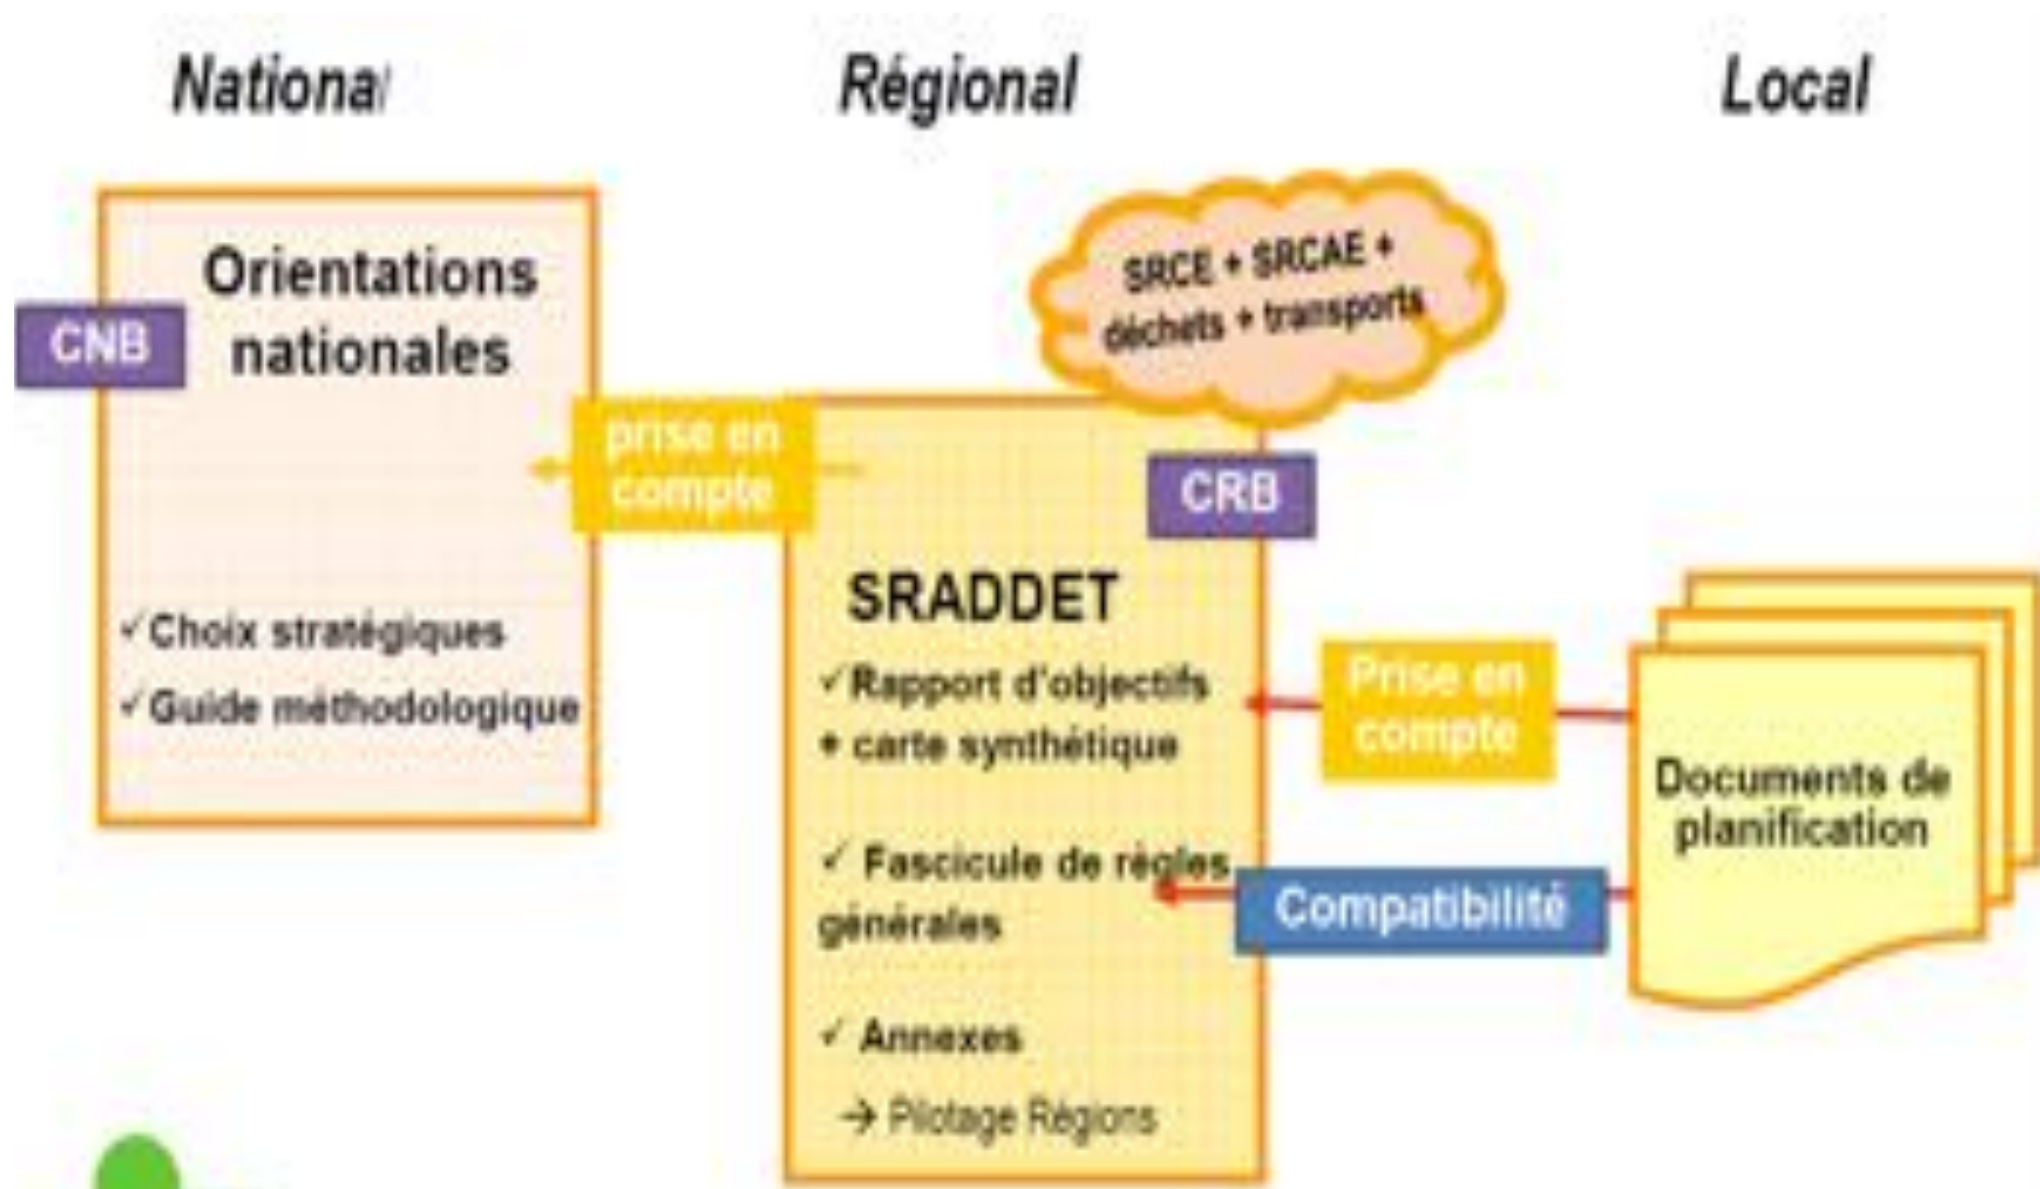 National
Régional
Local
Orientations
nationales
CNB
✓Choix stratégiques
✓Guide méthodologique
prise en
compte
SRCE + SRCAE +
déchets + transports
CRB
SRADDET
✓Rapport d'objectifs
+ carte synthétique
✓ Fascicule de règles
générales
✓ Annexes
→ Pilotage Régions
Prise en
compte
Compatibilité
Documents de
planification